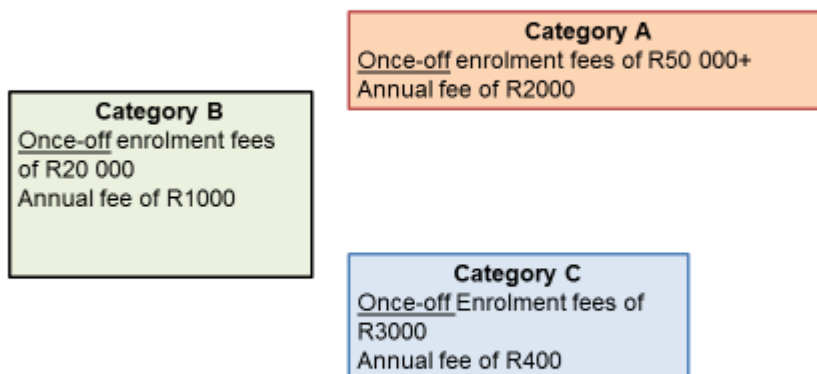 Category A
Once-off enrolment fees of R50 000+
Annual fee of R2000
Category B
Once-off enrolment fees
of R20 000
Annual fee of R1000
Category C
Once-off Enrolment fees of
R3000
Annual fee of R400